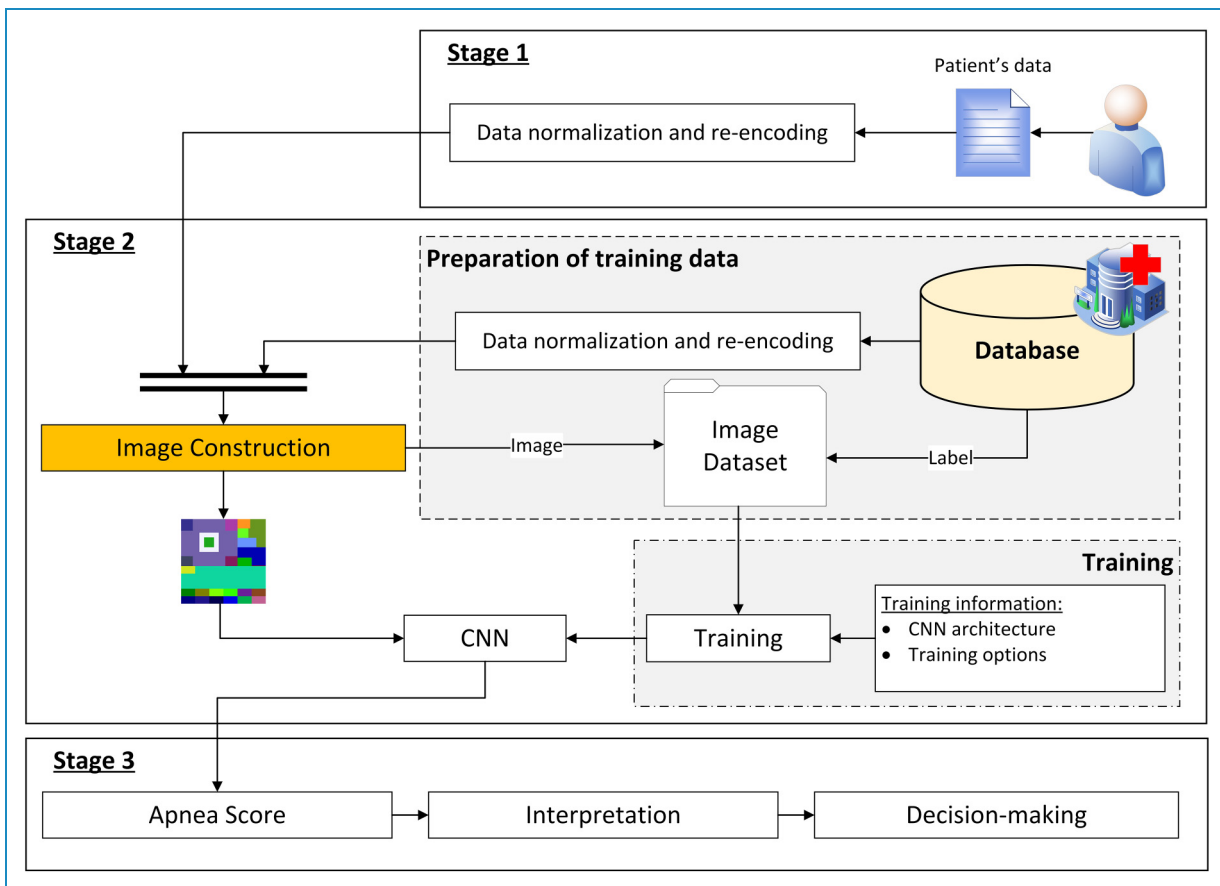 Stage 1
Patient's data
Data normalization and re-encoding
Stage 2
Preparation of training data
Data normalization and re-encoding
Database
Image Construction
Image
Image
Dataset
Label
Training
Training information:
● CNN architecture
● Training options
CNN
Training
Stage 3
Apnea Score
Interpretation
Decision-making